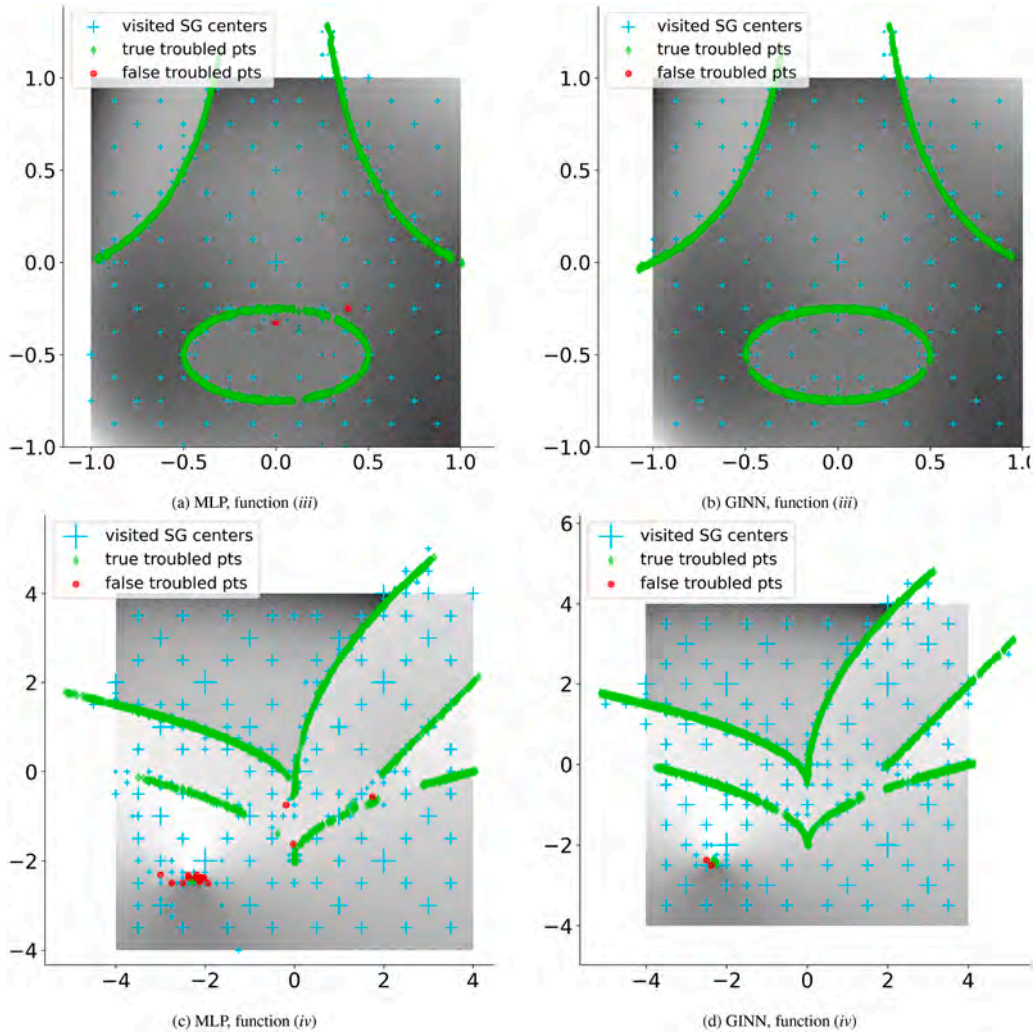 visited SG centers
true troubled pts
false troubled pts
1.0
0.5
0.0
−0.5
−1.0
−1.0 −0.5 0.0 0.5 1.0
(a) MLP, function (iii)
visited SG centers
true troubled pts
false troubled pts
1.0
0.5
0.0
−0.5
−1.0
−1.0 −0.5 0.0 0.5 1.0
(b) GINN, function (iii)
visited SG centers
true troubled pts
false troubled pts
4
2
0
−2
−4
−4 −2 0 2 4
(c) MLP, function (iv)
visited SG centers
true troubled pts
false troubled pts
6
4
2
0
−2
−4
−4 −2 0 2 4
(d) GINN, function (iv)